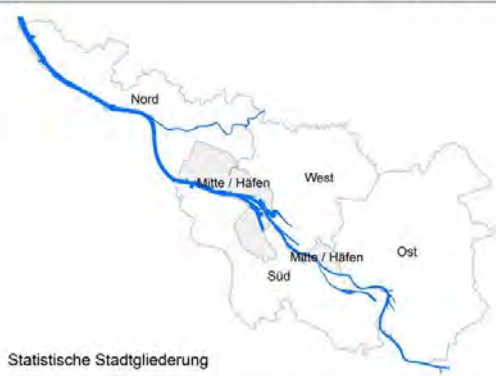 Nord
Mitte / Häfen
West
Mitte / Häfen
Ost
Süd
Statistische Stadtgliederung